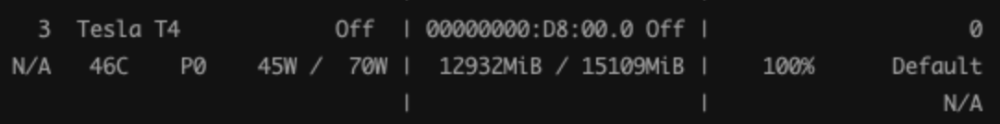 3 Tesla T4 Off | 00000000:D8:00.0 Off | 0
N/A 46C P0 45W / 70W | 12932MiB / 15109MiB | 100% Default
| | N/A